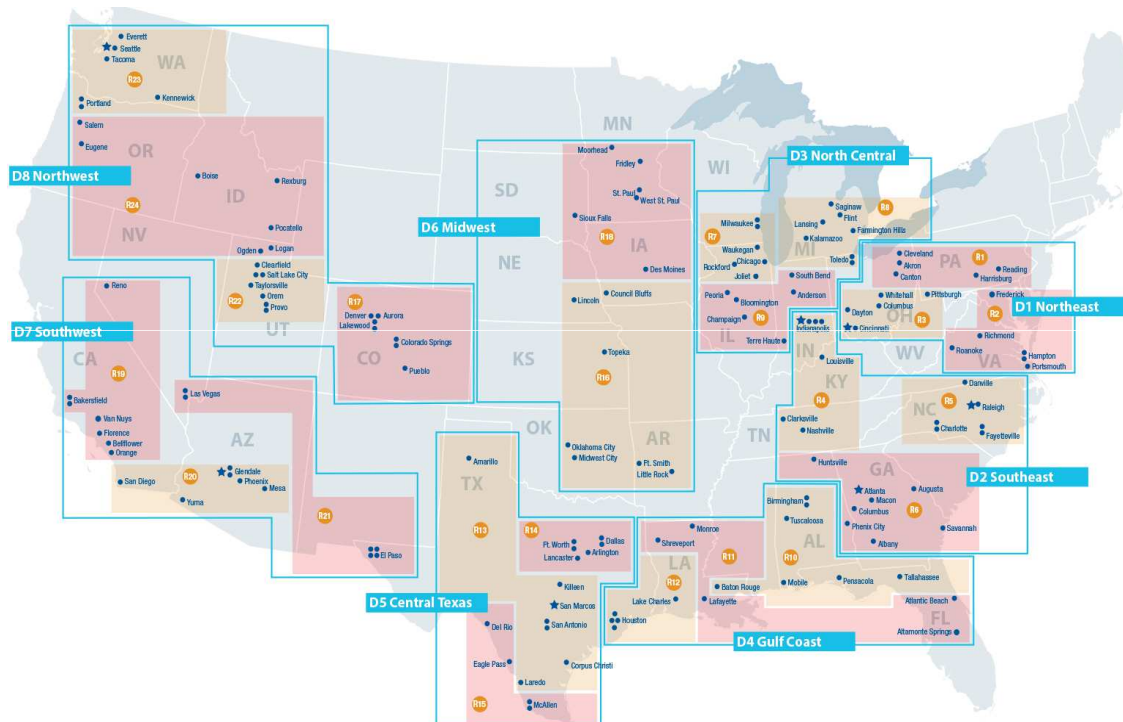 Everett
Seattle
Tacoma
WA
R23
Kennewick
Portland
Salem
Eugene
OR
Boise
ID
Rexburg
D8 Northwest
R24
NV
Pocatello
Logan
Ogden
Clearfield
Salt Lake City
Taylorsville
Orem
Provo
R22
UT
Reno
D7 Southwest
CA
R19
Bakersfield
Van Nuys
Florence
Bellflower
Orange
Las Vegas
AZ
R20
Glendale
Phoenix
Mesa
San Diego
Yuma
R21
El Paso
R17
Denver
Aurora
Lakewood
CO
Colorado Springs
Pueblo
MN
Moorhead
Fridley
SD
St. Paul
West St. Paul
D6 Midwest
Sioux Falls
R18
IA
NE
Des Moines
Council Bluffs
Lincoln
KS
Topeka
R16
OK
AR
Oklahoma City
Midwest City
Ft. Smith
Little Rock
Amarillo
TX
R13
R14
Ft. Worth
Dallas
Arlington
Lancaster
Killeen
San Marcos
D5 Central Texas
Del Rio
San Antonio
Eagle Pass
Corpus Christi
Laredo
R15
McAllen
WI
D3 North Central
R8
Saginaw
Flint
Lansing
Farmington Hills
MI
Kalamazoo
Toledo
Milwaukee
R7
Waukegan
Chicago
Rockford
Joliet
South Bend
Peoria
Anderson
Bloomington
Champaign
R9
IL
Terre Haute
Indianapolis
IN
Cleveland
R1
Akron
PA
Reading
Canton
Harrisburg
Whitehall
Pittsburgh
Frederick
D1 Northeast
Columbus
R2
Dayton
OH
R3
Cincinnati
Richmond
WV
Roanoke
VA
Hampton
Portsmouth
Louisville
KY
R4
Clarksville
TN
Nashville
Danville
R5
NC
Raleigh
Charlotte
Fayetteville
Huntsville
GA
D2 Southeast
Atlanta
Augusta
Macon
Columbus
R6
Phenix City
Savannah
Albany
Birmingham
Tuscaloosa
AL
R10
Monroe
Shreveport
R11
LA
R12
Baton Rouge
Mobile
Pensacola
Tallahassee
Lake Charles
Lafayette
Atlantic Beach
Houston
FL
Altamonte Springs
D4 Gulf Coast